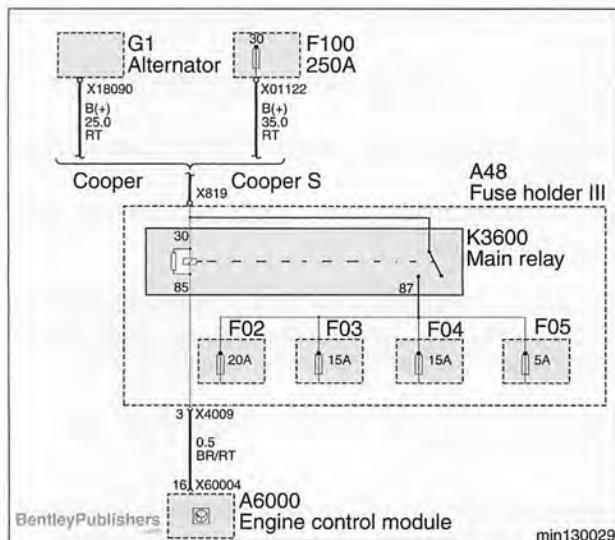 G1
Alternator
30
F100
250A
X18090
X01122
B(+)
25.0
RT
B(+)
35.0
RT
Cooper
Cooper S
X819
A48
Fuse holder III
30
K3600
Main relay
85
87
F02
F03
F04
F05
20A
15A
15A
5A
3 X4009
0.5
BR/RT
16 X60004
A6000
Engine control module
BentleyPublishers
.com
min130029